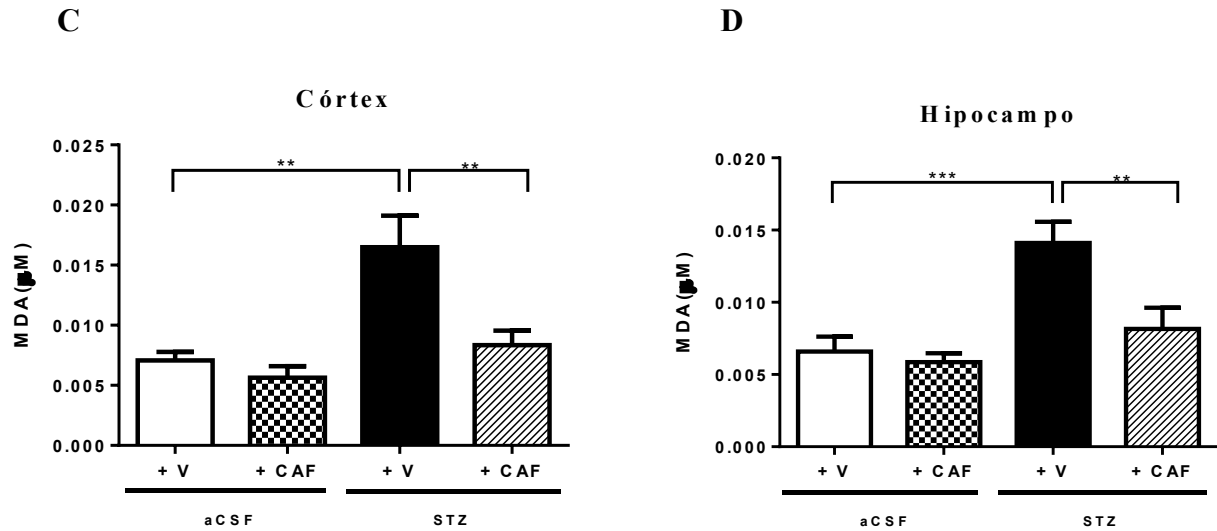 C
Córtex
0.025
0.020
0.015
0.010
0.005
0.000
MDA(µM)
**
**
+ V
+ CAF
+ V
+ CAF
aCSF
STZ
D
Hipocampo
0.020
0.015
0.010
0.005
0.000
MDA(µM)
***
**
+ V
+ CAF
+ V
+ CAF
aCSF
STZ